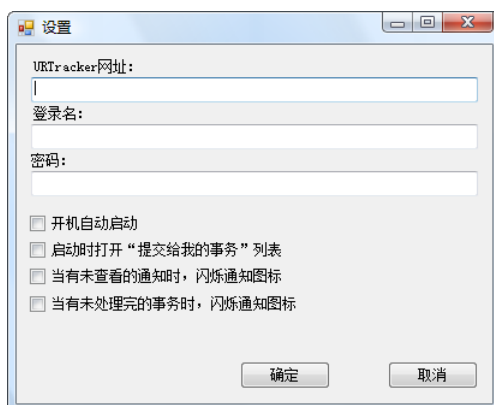 设置
URTracker网址:
登录名:
密码:
开机自动启动
启动时打开“提交给我的事务”列表
当有未查看的通知时，闪烁通知图标
当有未处理完的事务时，闪烁通知图标
确定 取消